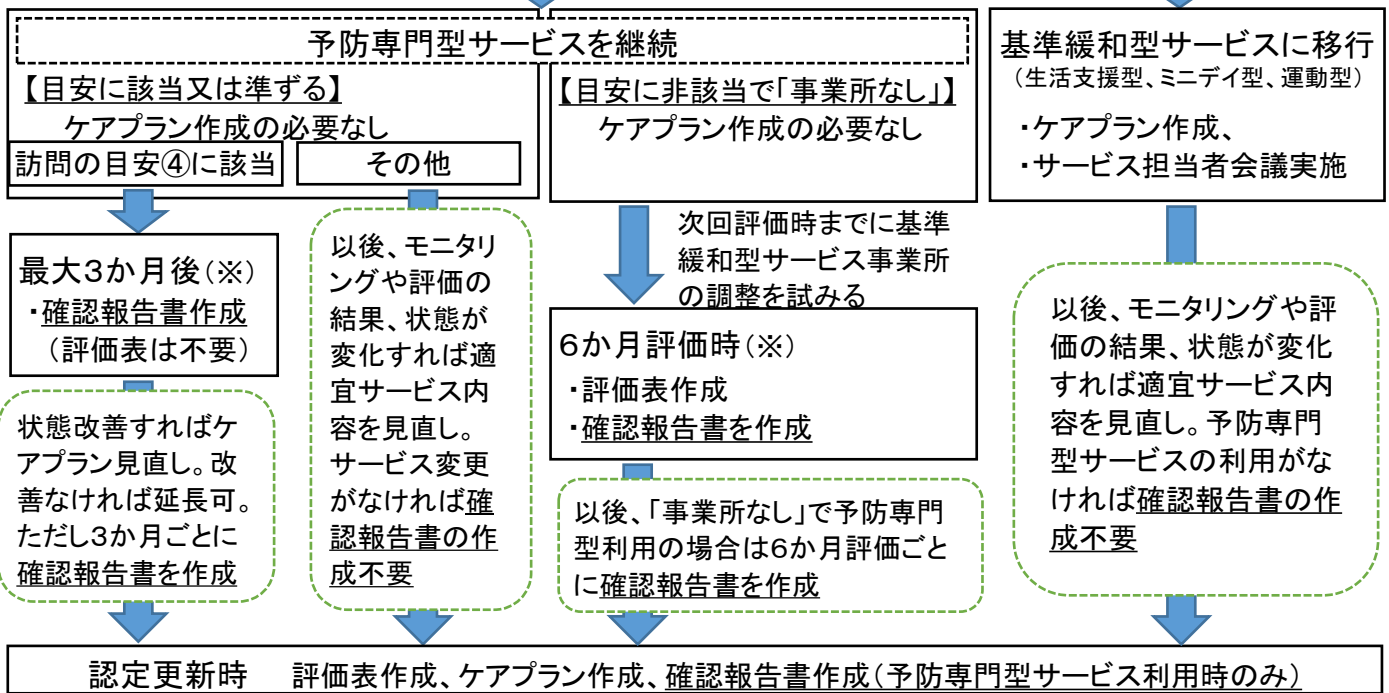 予防専門型サービスを継続
【目安に該当又は準ずる】
ケアプラン作成の必要なし
訪問の目安④に該当
その他
【目安に非該当で「事業所なし」】
ケアプラン作成の必要なし
基準緩和型サービスに移行
（生活支援型、ミニデイ型、運動型）
・ケアプラン作成、
・サービス担当者会議実施
最大３か月後（※）
・確認報告書作成
（評価表は不要）
状態改善すればケ
アプラン見直し。改
善なければ延長可。
ただし３か月ごとに
確認報告書を作成
以後、モニタリ
ングや評価の
結果、状態が
変化すれば適
宜サービス内
容を見直し。
サービス変更
がなければ確
認報告書の作
成不要
次回評価時までに基準
緩和型サービス事業所
の調整を試みる
６か月評価時（※）
・評価表作成
・確認報告書を作成
以後、「事業所なし」で予防専門
型利用の場合は６か月評価ごと
に確認報告書を作成
以後、モニタリングや評
価の結果、状態が変化
すれば適宜サービス内
容を見直し。予防専門
型サービスの利用がな
ければ確認報告書の作
成不要
認定更新時　評価表作成、ケアプラン作成、確認報告書作成（予防専門型サービス利用時のみ）